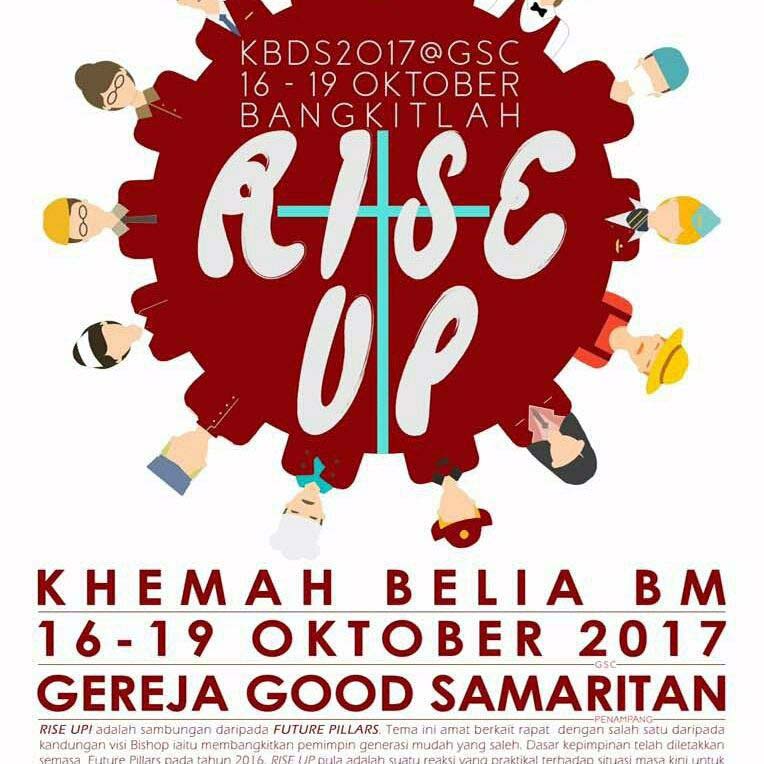 KBDS2017@GSC
16 - 19 OKTOBER
BANGKITLAH
RISE
UP
KHEMAH BELIA BM
16-19 OKTOBER 2017
GSC
GEREJA GOOD SAMARITAN
PENAMPANG
RISE UP! adalah sambungan daripada FUTURE PILLARS. Tema ini amat berkait rapat dengan salah satu daripada
kandungan visi Bishop iaitu membangkitkan pemimpin generasi mudah yang saleh. Dasar kepimpinan telah diletakkan
semasa Future Pillars pada tahun 2016. RISE UP pula adalah suatu reaksi yang praktikal terhadap situasi masa kini untuk